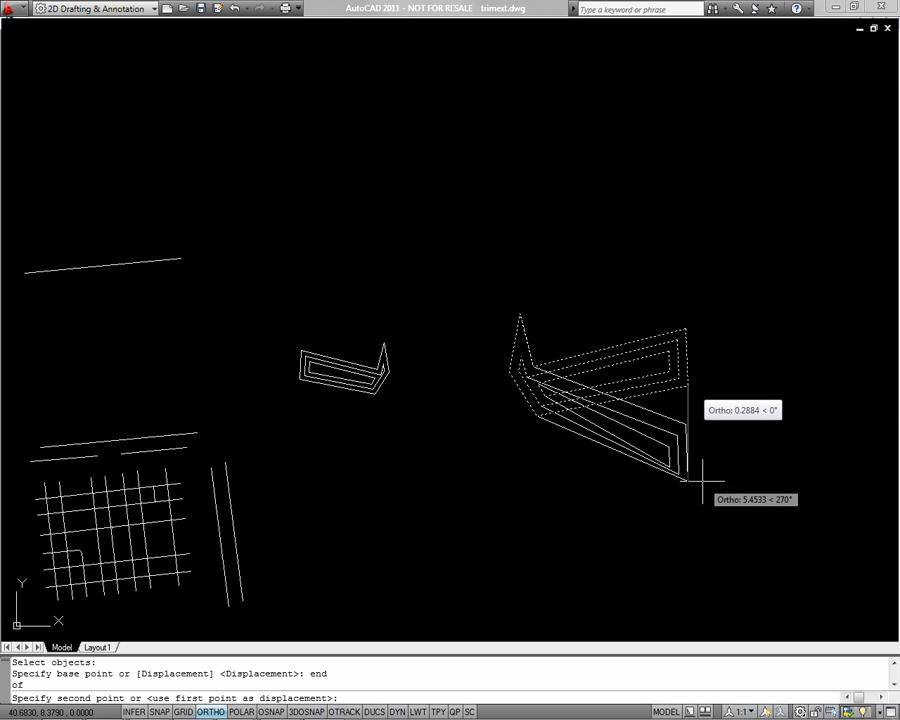 2D Drafting & Annotation
AutoCAD 2011 - NOT FOR RESALE trimext.dwg
Type a keyword or phrase
Ortho: 0.2884 < 0°
Ortho: 5.4533 < 270°
Y
X
Model Layout1
Select objects:
Specify base point or [Displacement] <Displacement>: end
of
Specify second point or <use first point as displacement>:
40.6830, 8.3790 , 0.0000 INFER SNAP GRID ORTHO POLAR OSNAP 3DOSNAP OTRACK DUCS DYN LWT TPY QP SC MODEL 1:1